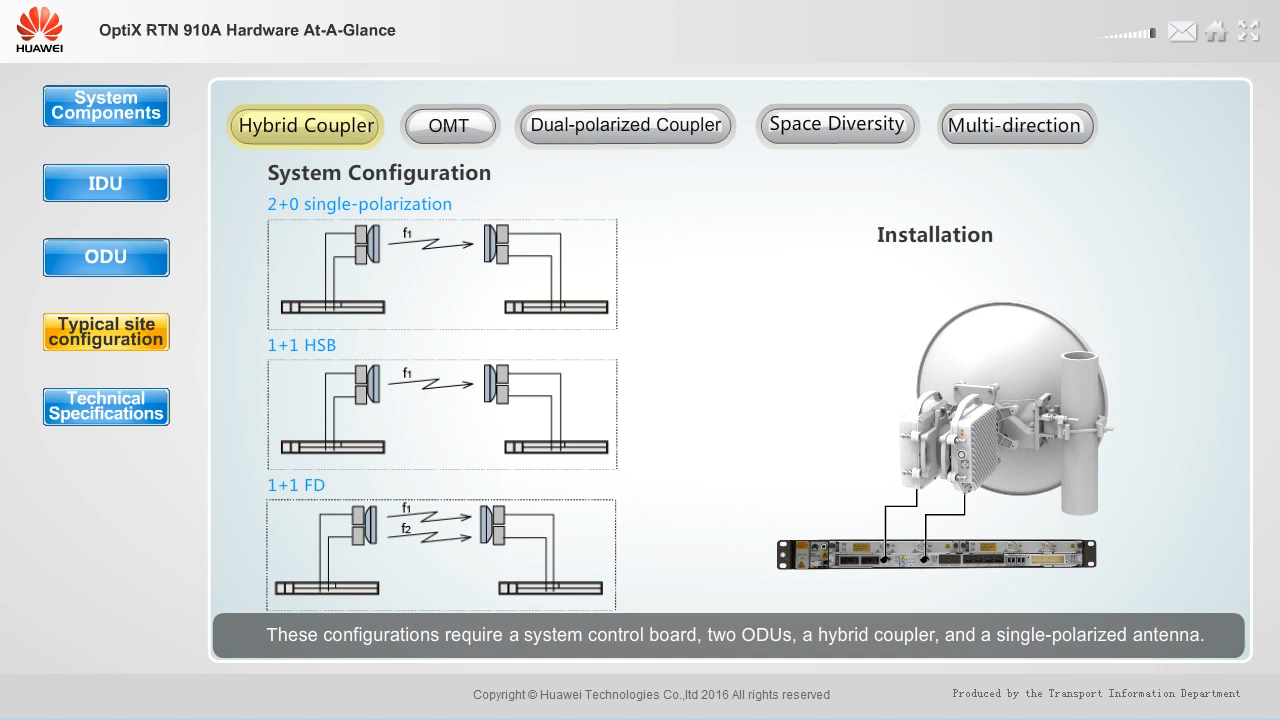 HUAWEI
OptiX RTN 910A Hardware At-A-Glance
System
Components
IDU
ODU
Typical site
configuration
Technical
Specifications
Hybrid Coupler
OMT
Dual-polarized Coupler
Space Diversity
Multi-direction
System Configuration
2+0 single-polarization
f1
1+1 HSB
f1
1+1 FD
f1
f2
Installation
These configurations require a system control board, two ODUs, a hybrid coupler, and a single-polarized antenna.
Copyright © Huawei Technologies Co.,ltd 2016 All rights reserved
Produced by the Transport Information Department